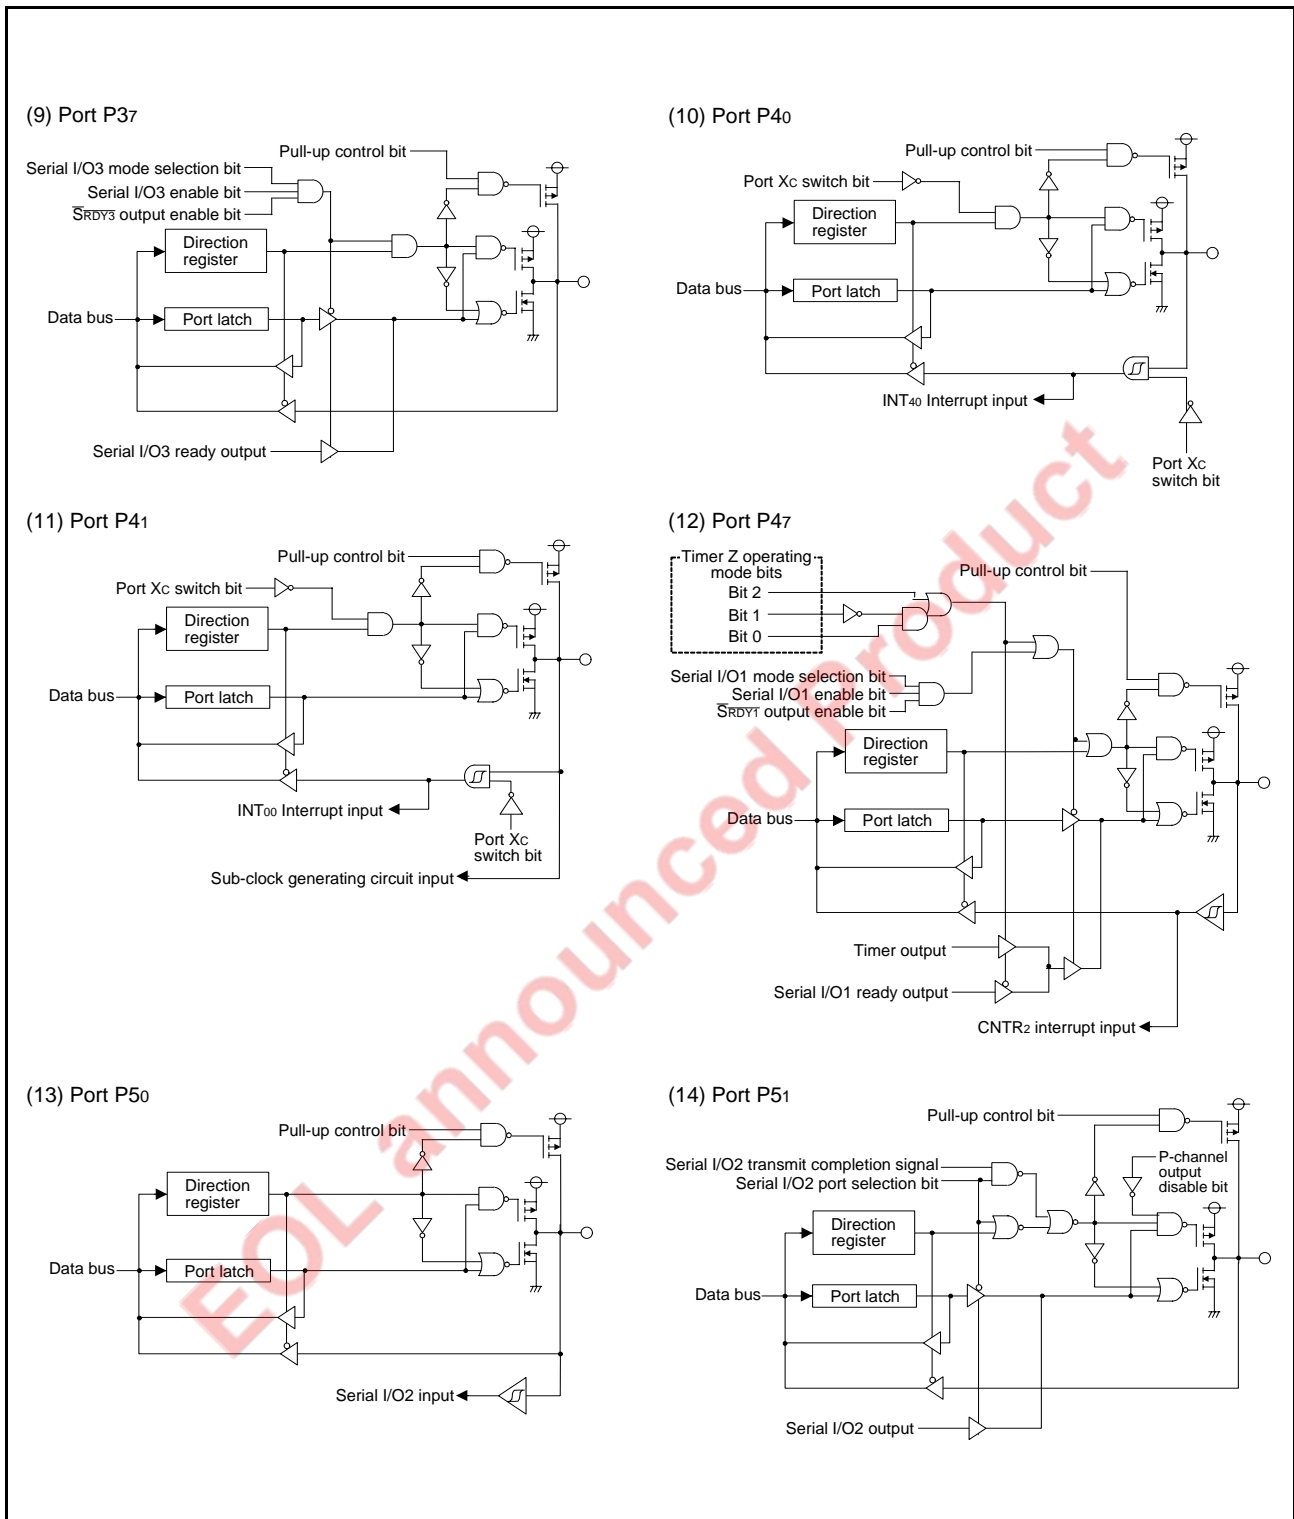 (9) Port P37
Pull-up control bit
Serial I/O3 mode selection bit
Serial I/O3 enable bit
SRDY3 output enable bit
Direction
register
Port latch
Data bus
Serial I/O3 ready output
(10) Port P40
Pull-up control bit
Port XC switch bit
Direction
register
Data bus
Port latch
INT40 Interrupt input
Port XC
switch bit
(11) Port P41
Pull-up control bit
Port XC switch bit
Direction
register
Data bus
Port latch
INT00 Interrupt input
Port XC
switch bit
Sub-clock generating circuit input
(12) Port P47
Timer Z operating
mode bits
Bit 2
Bit 1
Bit 0
Pull-up control bit
Serial I/O1 mode selection bit
Serial I/O1 enable bit
SRDY1 output enable bit
Direction
register
Data bus
Port latch
Timer output
Serial I/O1 ready output
CNTR2 interrupt input
(13) Port P50
Pull-up control bit
Direction
register
Data bus
Port latch
Serial I/O2 input
(14) Port P51
Pull-up control bit
P-channel
output
disable bit
Serial I/O2 transmit completion signal
Serial I/O2 port selection bit
Direction
register
Data bus
Port latch
Serial I/O2 output
EOL announced Product